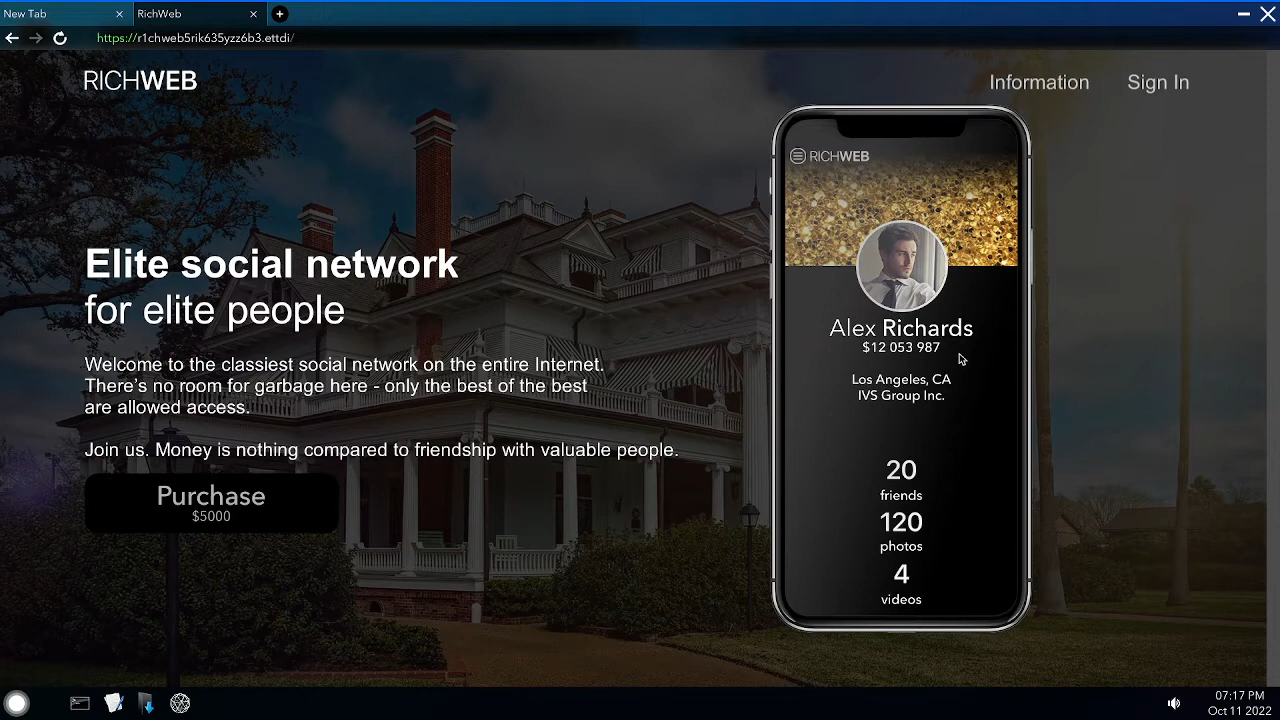 New Tab
RichWeb
https://r1chweb5rik635yzz6b3.ettdi/
RICHWEB
Information
Sign In
Elite social network
for elite people
Welcome to the classiest social network on the entire Internet.
There's no room for garbage here - only the best of the best
are allowed access.
Join us. Money is nothing compared to friendship with valuable people.
Purchase
$5000
RICHWEB
Alex Richards
$12 053 987
Los Angeles, CA
IVS Group Inc.
20
friends
120
photos
4
videos
07:17 PM
Oct 11 2022